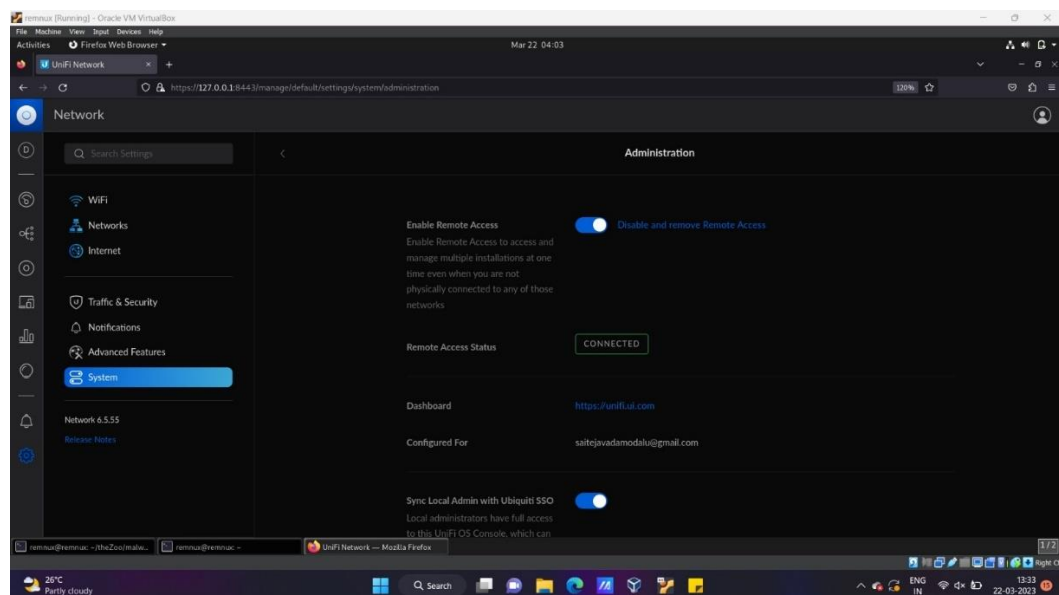 remnux [Running] - Oracle VM VirtualBox
File Machine View Input Devices Help
Activities Firefox Web Browser Mar 22 04:03
UniFi Network
https://127.0.0.1:8443/manage/default/settings/system/administration 120%
Network
Search Settings
Administration
WiFi
Networks
Internet
Traffic & Security
Notifications
Advanced Features
System
Network 6.5.55
Release Notes
Enable Remote Access
Disable and remove Remote Access
Enable Remote Access to access and
manage multiple installations at one
time even when you are not
physically connected to any of those
networks
Remote Access Status
CONNECTED
Dashboard
https://unifi.ui.com
Configured For
saitejavadamodalu@gmail.com
Sync Local Admin with Ubiquiti SSO
Local administrators have full access
to this UniFi OS Console, which can
remnux@remnux: ~/theZoo/malw... remnux@remnux: ~ UniFi Network — Mozilla Firefox 1/2
Right C
26°C
Partly cloudy
Search
ENG
IN
13:33
22-03-2023